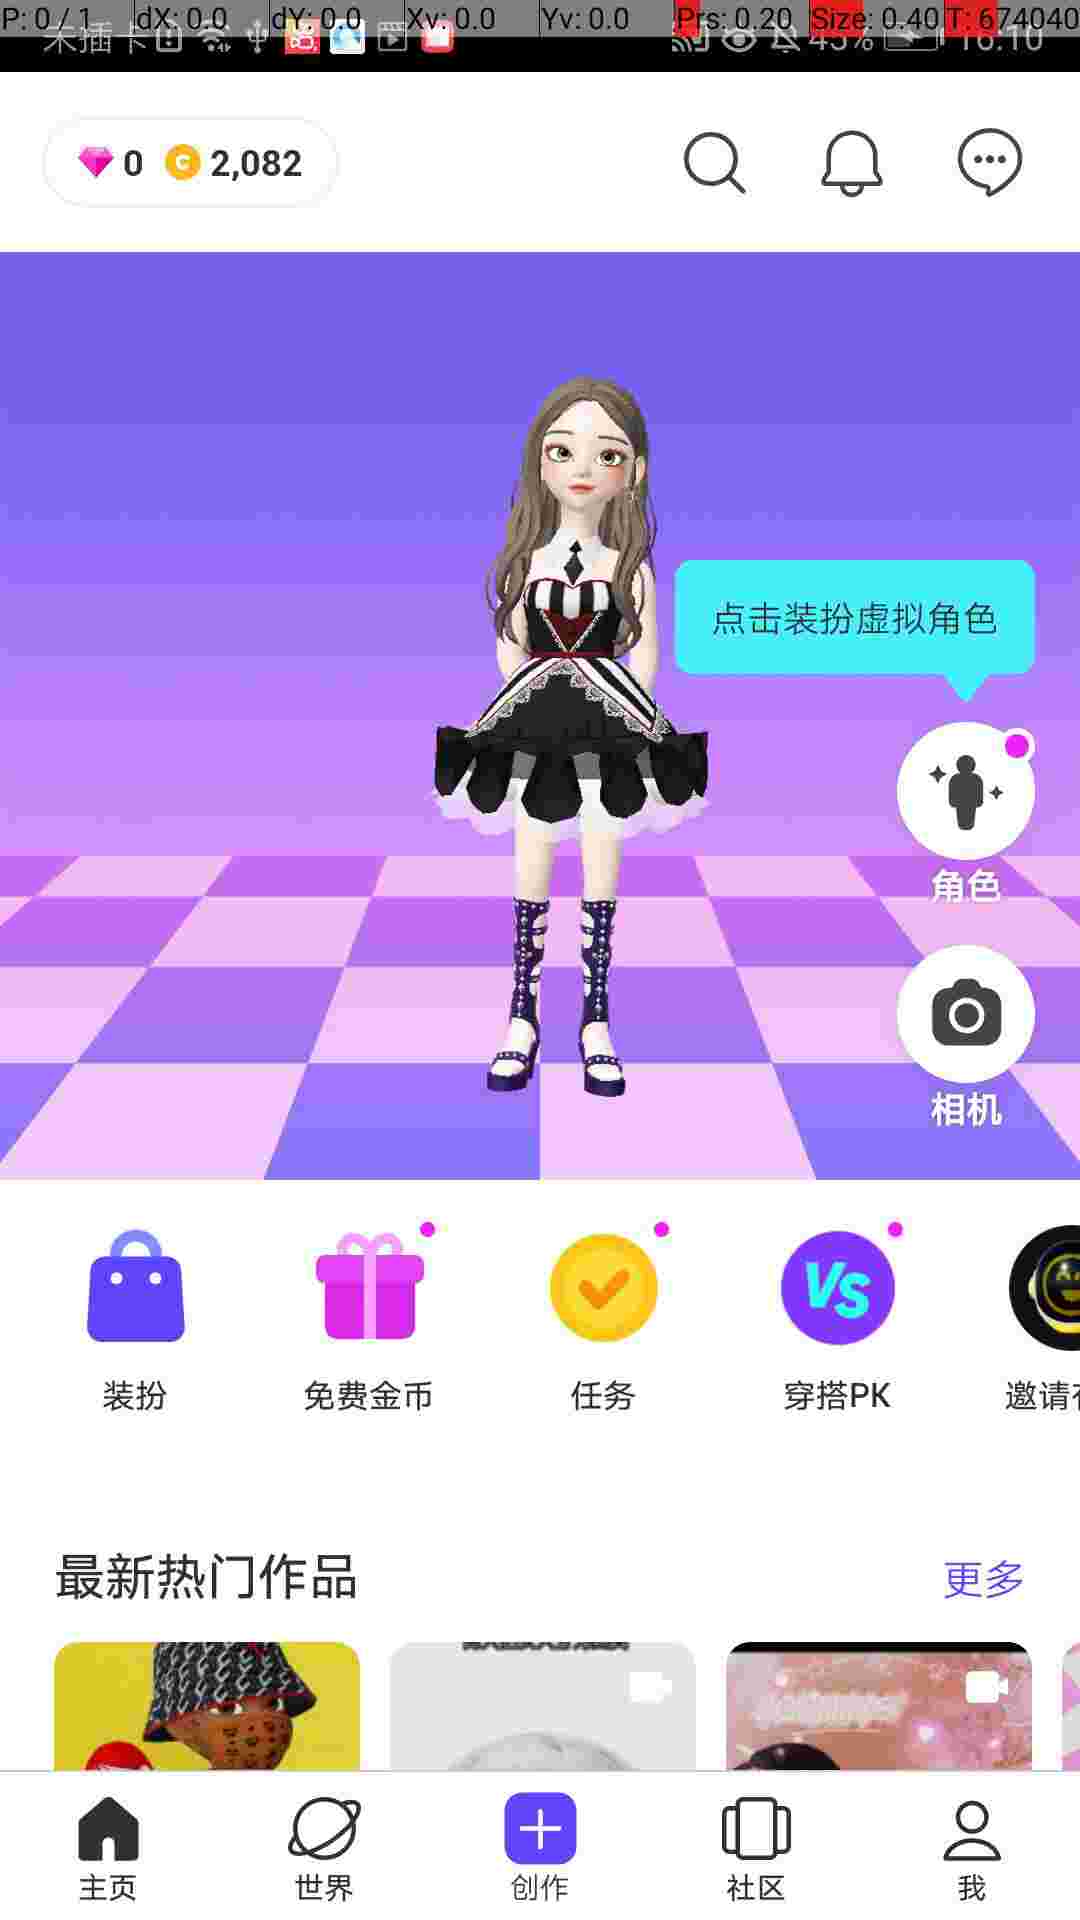 P: 0 / 1 dX: 0.0 dY: 0.0 Xv: 0.0 Yv: 0.0 Prs: 0.20 Size: 0.40 T: 674040
未插卡 45% 16:10
0 C 2,082
点击装扮虚拟角色
角色
相机
VS
装扮 免费金币 任务 穿搭PK 邀请
最新热门作品 更多
主页 世界 创作 社区 我